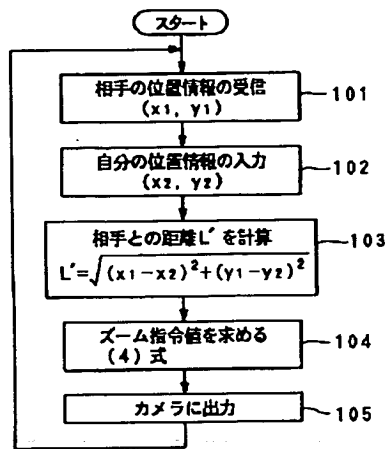 スタート
相手の位置情報の受信
(x1, y1)
101
自分の位置情報の入力
(x2, y2)
102
相手との距離L'を計算
L'=√(x1-x2)²+(y1-y2)²
103
ズーム指令値を求める
(4)式
104
カメラに出力
105